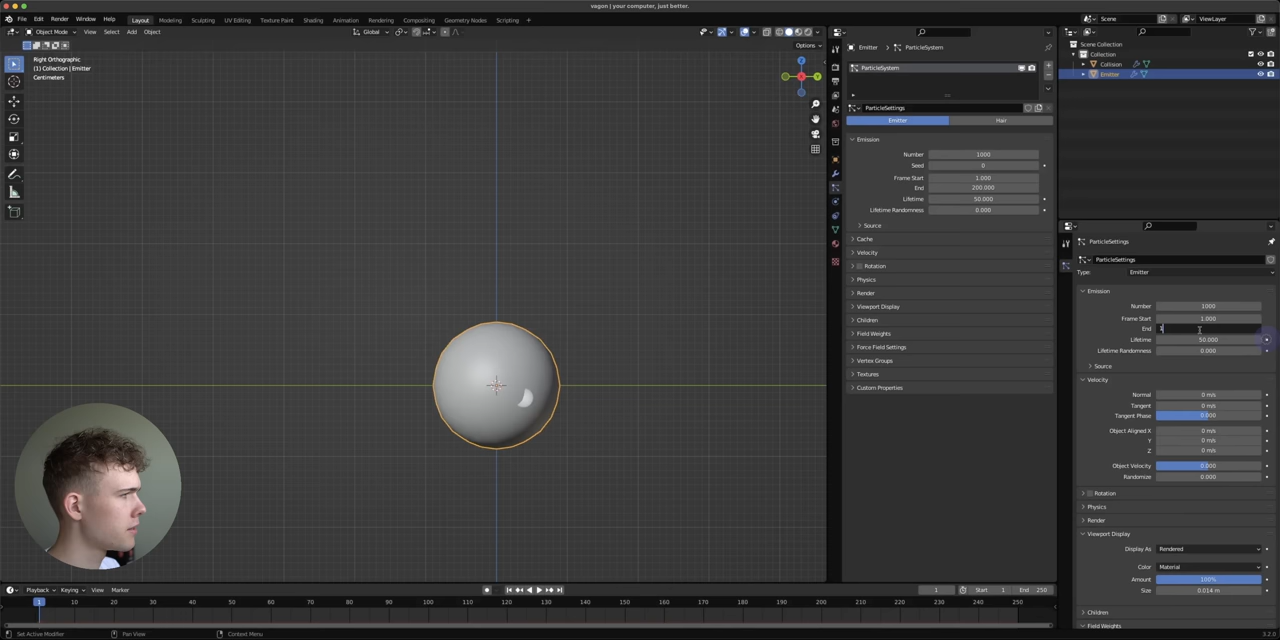 vagon | your computer, just better.
File Edit Render Window Help Layout Modeling Sculpting UV Editing Texture Paint Shading Animation Rendering Compositing Geometry Nodes Scripting Scene ViewLayer
Object Mode View Select Add Object Global
Options
Right Orthographic
(1) Collection | Emitter
Centimeters
Emitter > ParticleSystem
ParticleSystem
ParticleSettings
Emitter Hair
Emission
Number 1000
Seed 0
Frame Start 1.000
End 200.000
Lifetime 50.000
Lifetime Randomness 0.000
Source
Cache
Velocity
Rotation
Physics
Render
Viewport Display
Children
Field Weights
Force Field Settings
Vertex Groups
Textures
Custom Properties
Scene Collection
Collection
Collision
Emitter
ParticleSettings
ParticleSettings
Type: Emitter
Emission
Number 1000
Frame Start 1.000
End 1
Lifetime 50.000
Lifetime Randomness 0.000
Source
Velocity
Normal 0 m/s
Tangent 0 m/s
Tangent Phase 0.000
Object Aligned X 0 m/s
Y 0 m/s
Z 0 m/s
Object Velocity 0.000
Randomize 0.000
Rotation
Physics
Render
Viewport Display
Display As Rendered
Color Material
Amount 100%
Size 0.014 m
Children
Field Weights
Playback Keying View Marker 1 Start 1 End 250
1 10 20 30 40 50 60 70 80 90 100 110 120 130 140 150 160 170 180 190 200 210 220 230 240 250
Set Active Modifier Pan View Context Menu 3.2.0